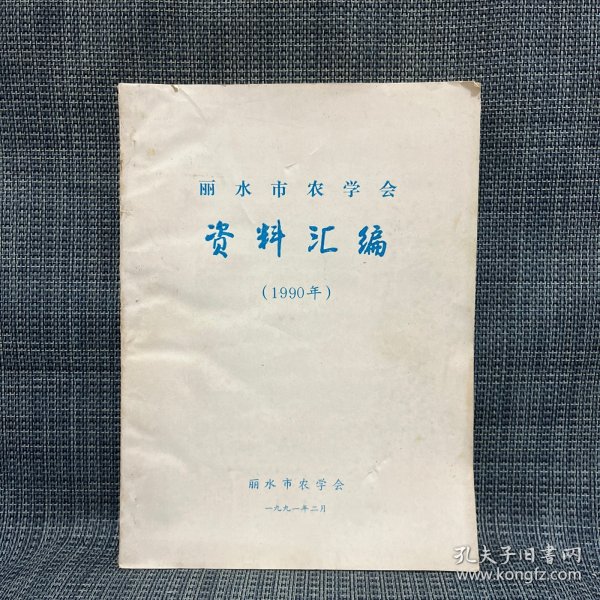 丽水市农学会
资料汇编
(1990年)
丽水市农学会
一九九一年二月
孔夫子旧书网
www.kongfz.com